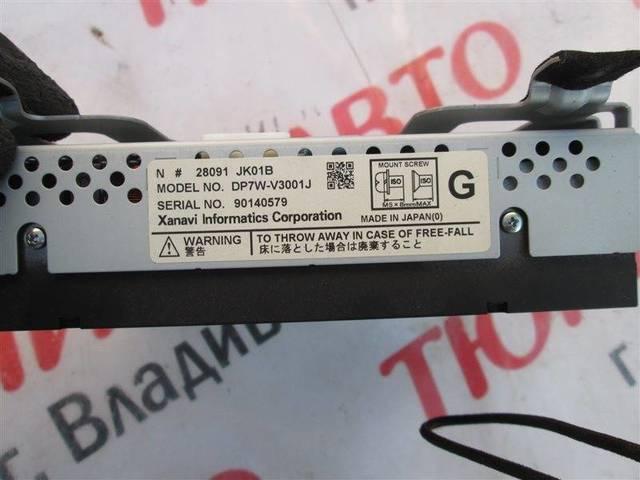 АВТО
N # 28091 JK01B
MODEL NO. DP7W-V3001J
SERIAL NO. 90140579
Xanavi Informatics Corporation
MOUNT SCREW
ISO ISO
M5×8mm/MAX
G
MADE IN JAPAN(0)
WARNING
警告
TO THROW AWAY IN CASE OF FREE-FALL
床に落とした場合は廃棄すること
г. Владив